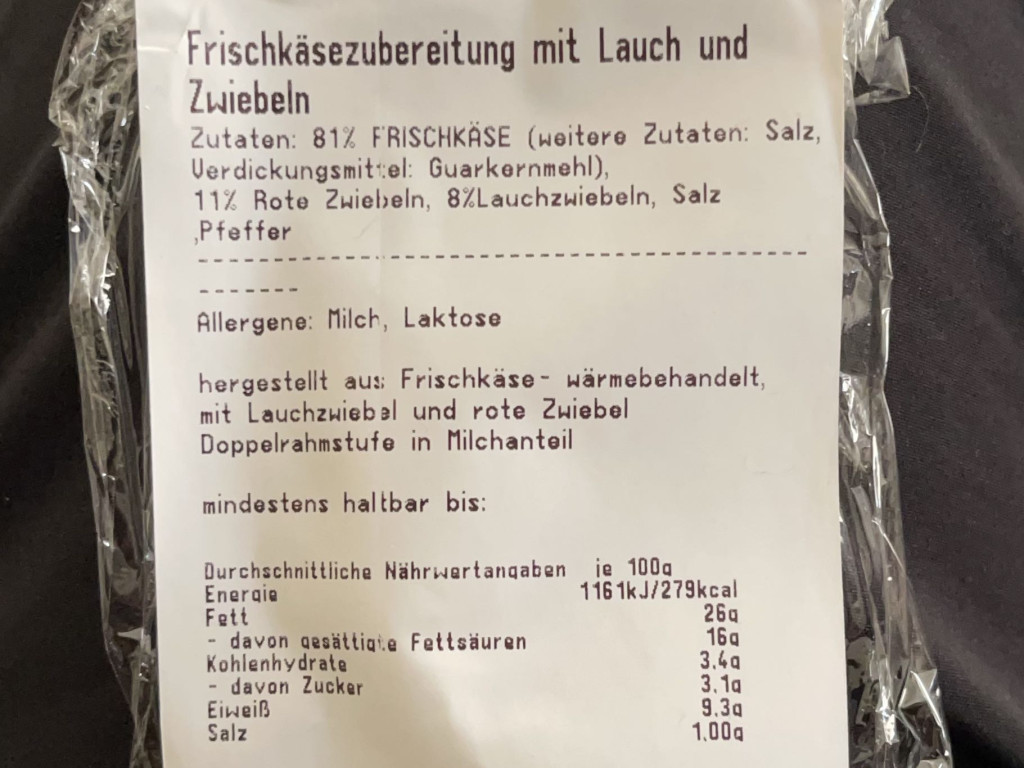 Frischkäsezubereitung mit Lauch und
Zwiebeln
Zutaten: 81% FRISCHKÄSE (weitere Zutaten: Salz,
Verdickungsmittel: Guarkernmehl),
11% Rote Zwiebeln, 8%Lauchzwiebeln, Salz
,Pfeffer
-----------------------------------------
-------
Allergene: Milch, Laktose
hergestellt aus: Frischkäse- wärmebehandelt,
mit Lauchzwiebel und rote Zwiebel
Doppelrahmstufe in Milchanteil
mindestens haltbar bis:
Durchschnittliche Nährwertangaben je 100g
Energie 1161kJ/279kcal
Fett 26g
- davon gesättigte Fettsäuren 16g
Kohlenhydrate 3,4g
- davon Zucker 3,1g
Eiweiß 9,3g
Salz 1,00g